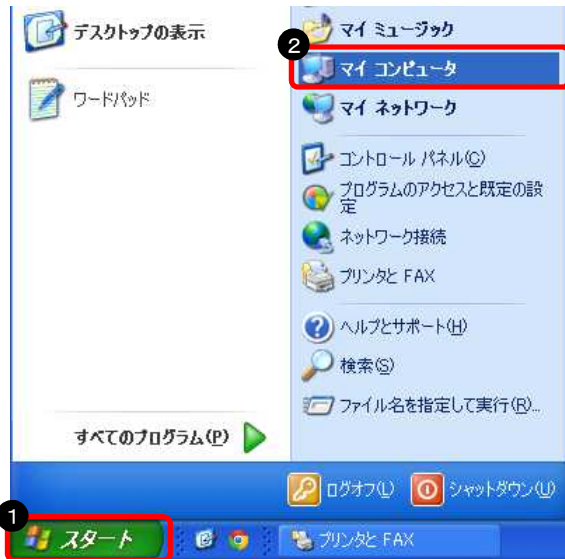 デスクトップの表示
ワードパッド
すべてのプログラム(P)
マイ ミュージック
2
マイ コンピュータ
マイ ネットワーク
コントロール パネル(C)
プログラムのアクセスと既定の設
定
ネットワーク接続
プリンタと FAX
ヘルプとサポート(H)
検索(S)
ファイル名を指定して実行(R)...
ログオフ(L)
シャットダウン(U)
1
スタート
プリンタと FAX